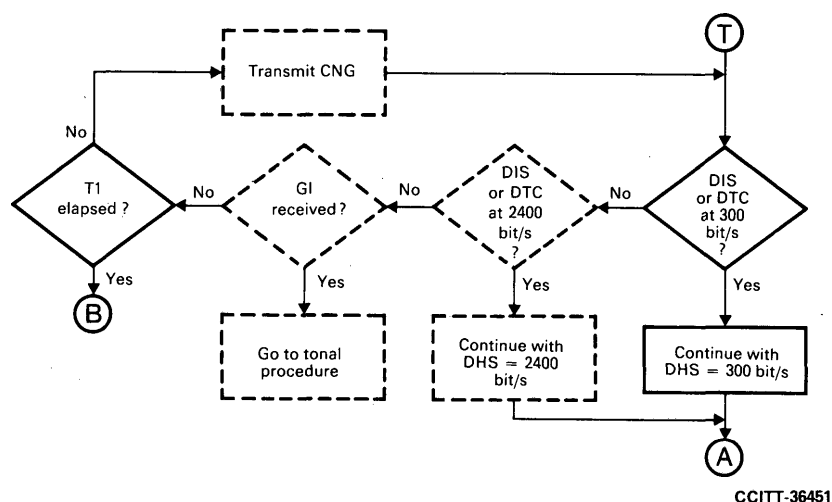 T
Transmit CNG
No
T1
elapsed ?
No
GI
received ?
No
DIS
or DTC
at 2400
bit/s
?
No
DIS
or DTC
at 300
bit/s
?
Yes
B
Yes
Go to tonal
procedure
Yes
Continue with
DHS = 2400
bit/s
Yes
Continue with
DHS = 300 bit/s
A
CCITT-36451